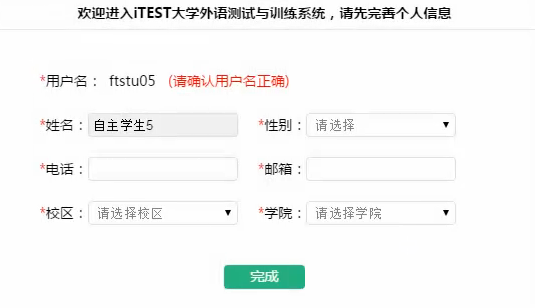 欢迎进入iTEST大学外语测试与训练系统，请先完善个人信息
*用户名： ftstu05 (请确认用户名正确)
*姓名：自主学生5 *性别：请选择
*电话： *邮箱：
*校区：请选择校区 *学院：请选择学院
完成